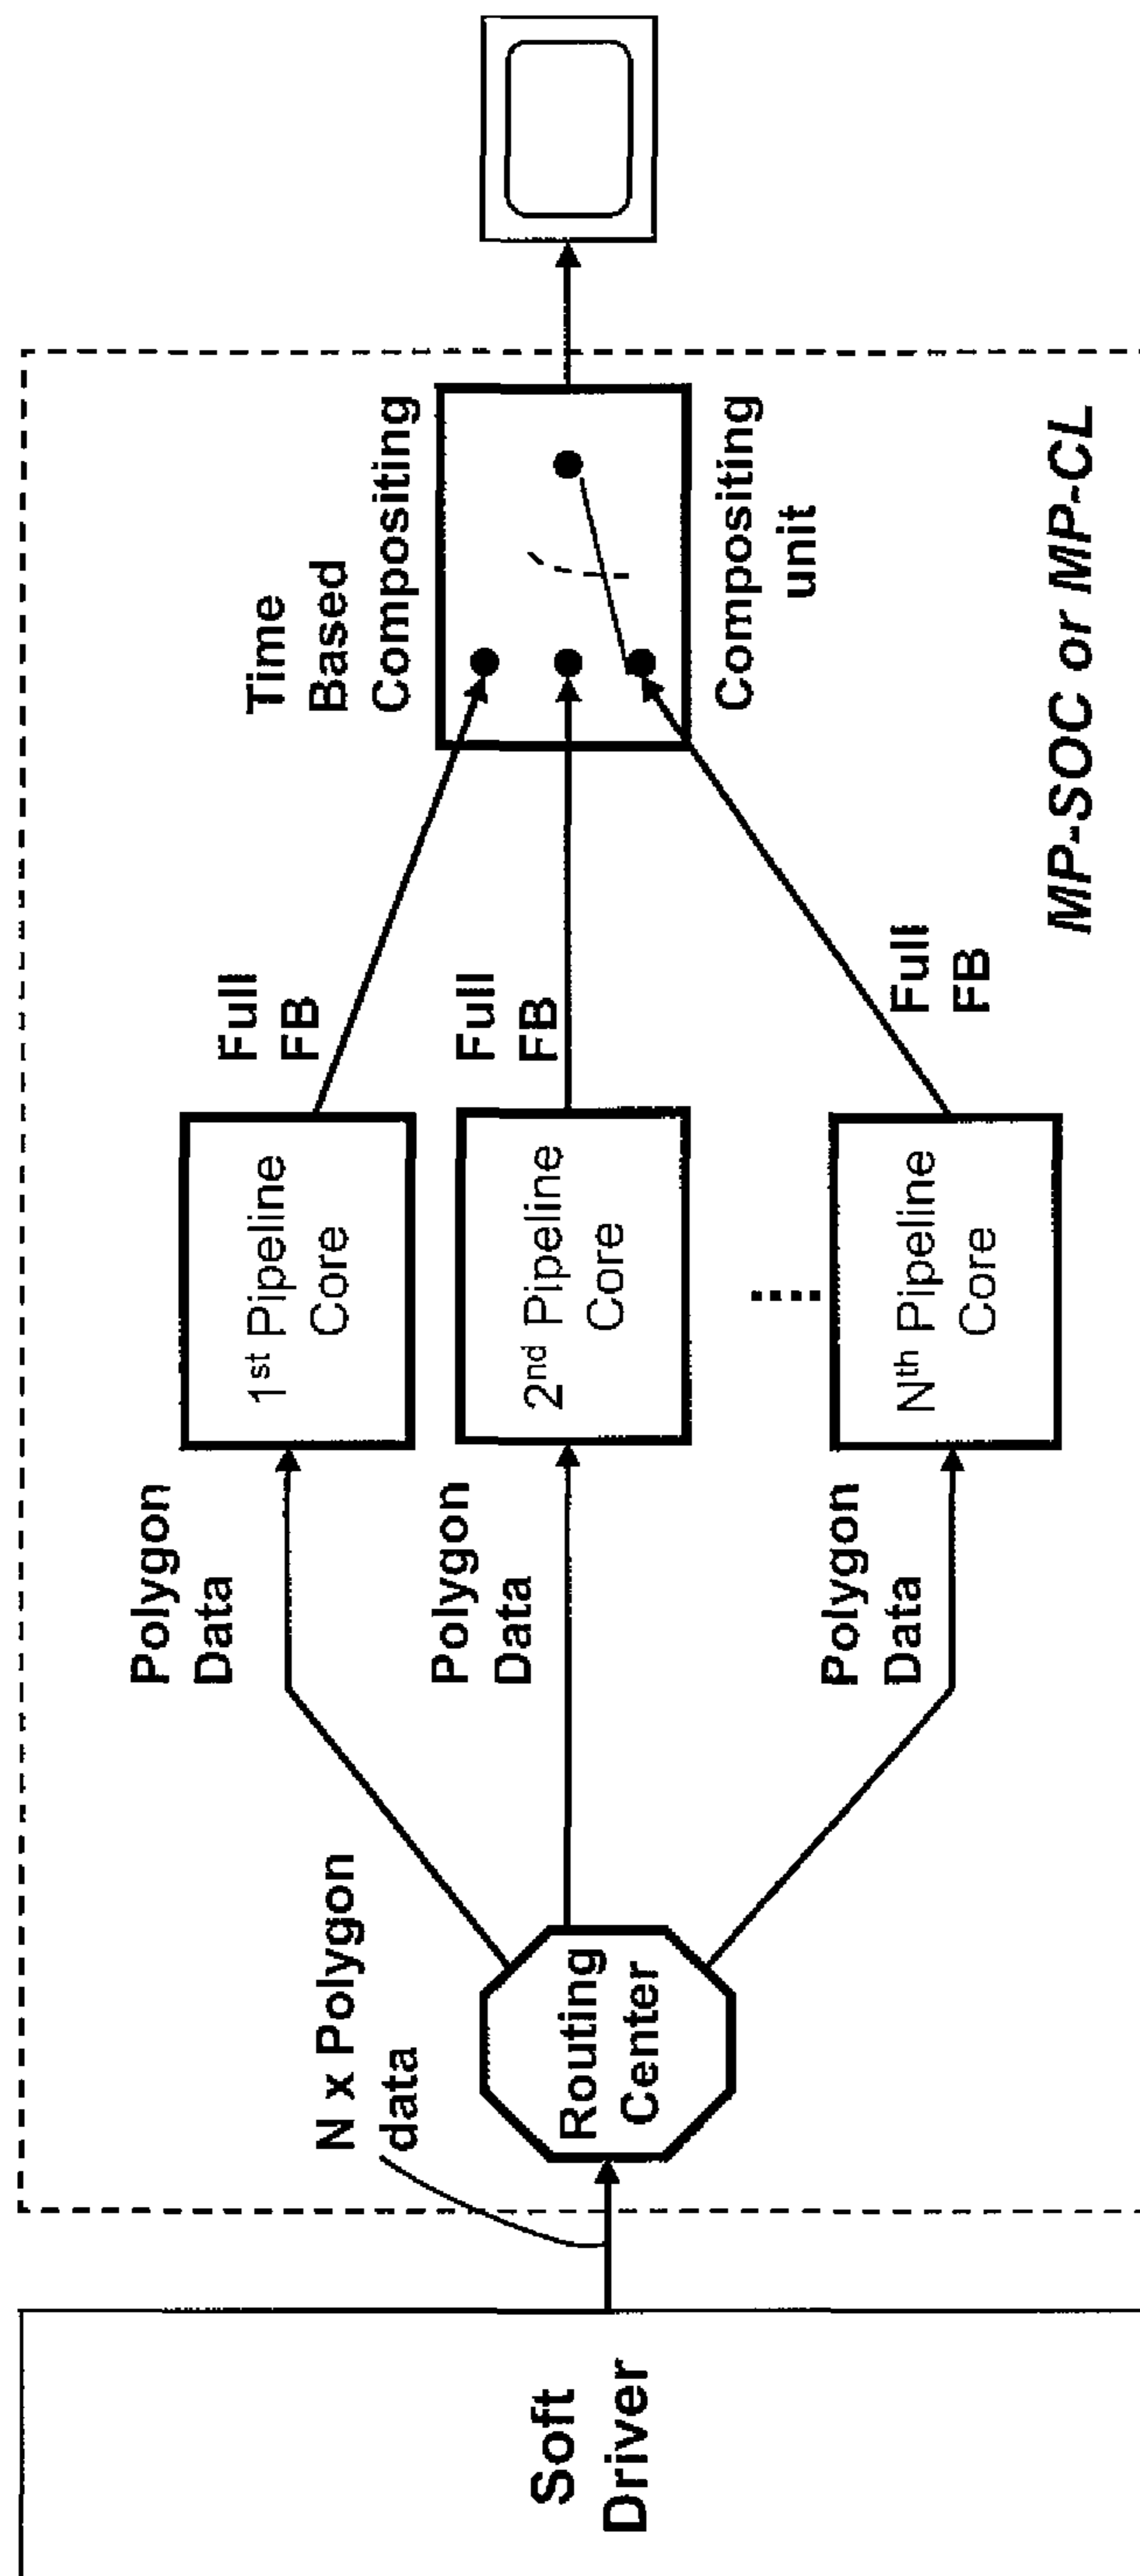 Soft
Driver
N x Polygon
data
Routing
Center
Polygon
Data
Polygon
Data
Polygon
Data
1st Pipeline
Core
2nd Pipeline
Core
Nth Pipeline
Core
Full
FB
Full
FB
Full
FB
Time
Based
Compositing
Compositing
unit
MP-SOC or MP-CL